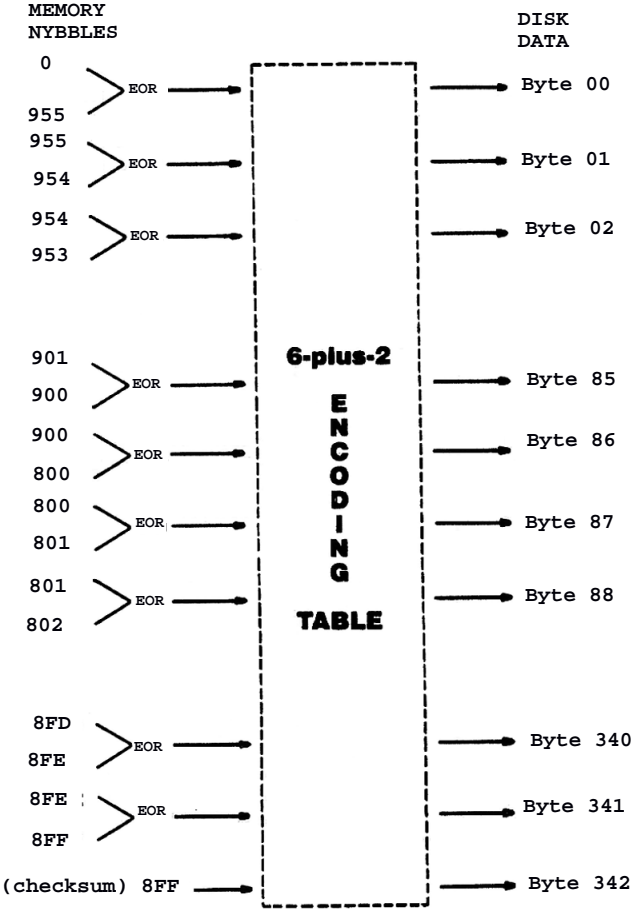 MEMORY
NYBBLES
DISK
DATA
0
955
EOR
Byte 00
955
954
EOR
Byte 01
954
953
EOR
Byte 02
901
900
EOR
Byte 85
900
800
EOR
Byte 86
800
801
EOR
Byte 87
801
802
EOR
Byte 88
6-plus-2
ENCODING
TABLE
8FD
8FE
EOR
Byte 340
8FE
8FF
EOR
Byte 341
(checksum) 8FF
Byte 342